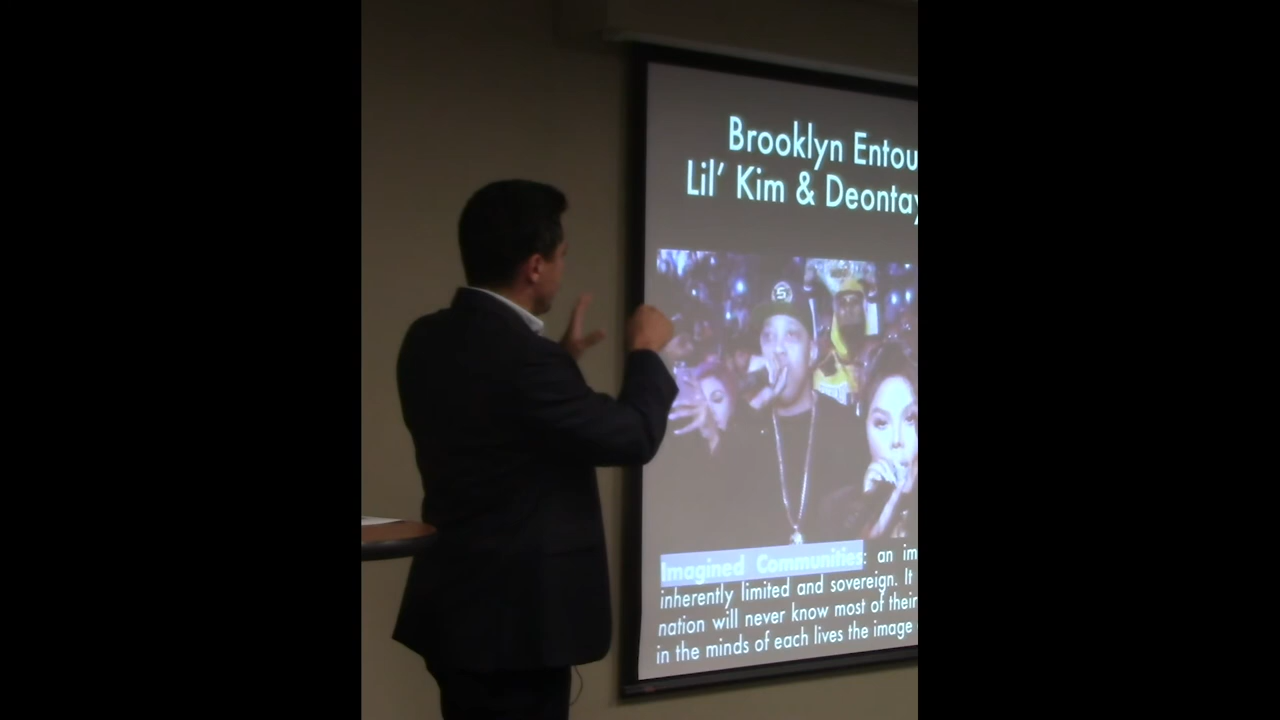 Brooklyn Entou
Lil’ Kim & Deontay
S
Imagined Communities: an im
inherently limited and sovereign. It
nation will never know most of their
in the minds of each lives the image